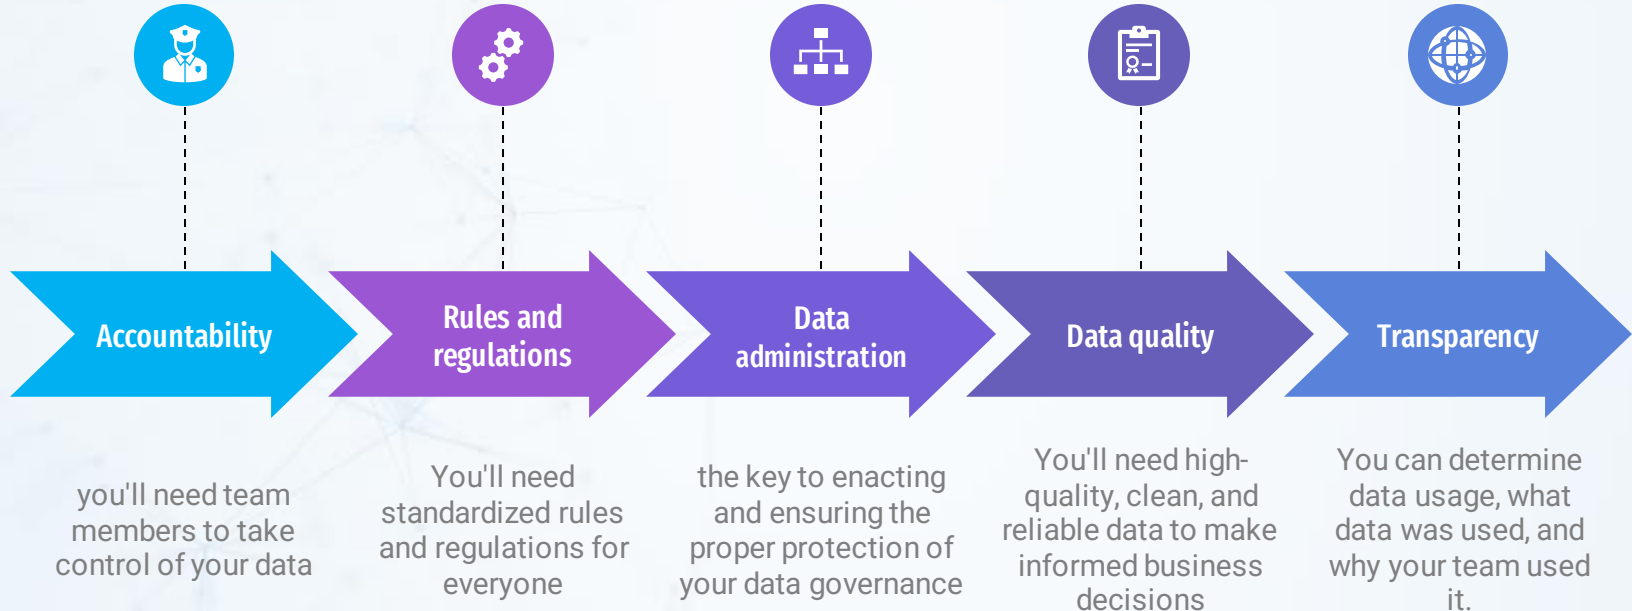 Accountability
Rules and
regulations
Data
administration
Data quality
Transparency
you'll need team
members to take
control of your data
You'll need
standardized rules
and regulations for
everyone
the key to enacting
and ensuring the
proper protection of
your data governance
You'll need high-
quality, clean, and
reliable data to make
informed business
decisions
You can determine
data usage, what
data was used, and
why your team used
it.